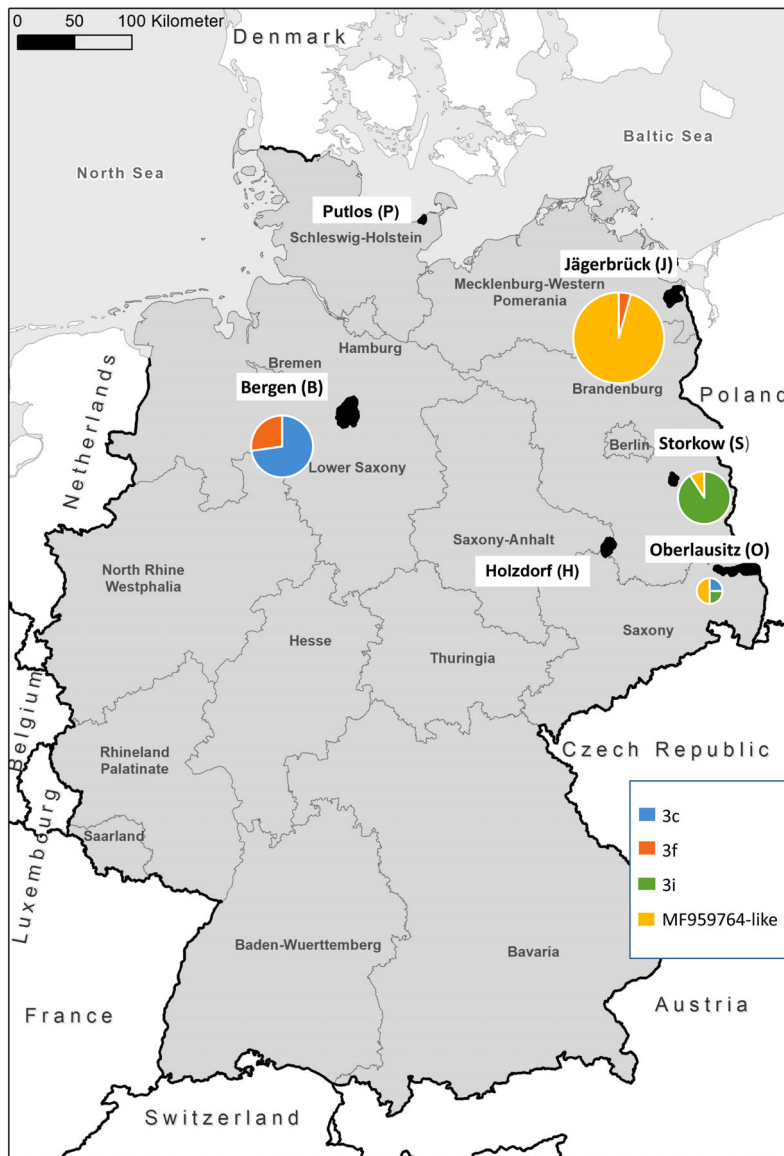 0 50 100 Kilometer
Denmark
Baltic Sea
North Sea
Putlos (P)
Schleswig-Holstein
Jägerbrück (J)
Mecklenburg-Western
Pomerania
Hamburg
Bremen
Bergen (B)
Brandenburg
Poland
Netherlands
Berlin
Storkow (S)
Lower Saxony
Saxony-Anhalt
Oberlausitz (O)
North Rhine
Westphalia
Holzdorf (H)
Hesse
Saxony
Thuringia
Belgium
Rhineland
Palatinate
Czech Republic
Luxembourg
Saarland
3c
3f
3i
MF959764-like
Baden-Wuerttemberg
Bavaria
France
Austria
Switzerland